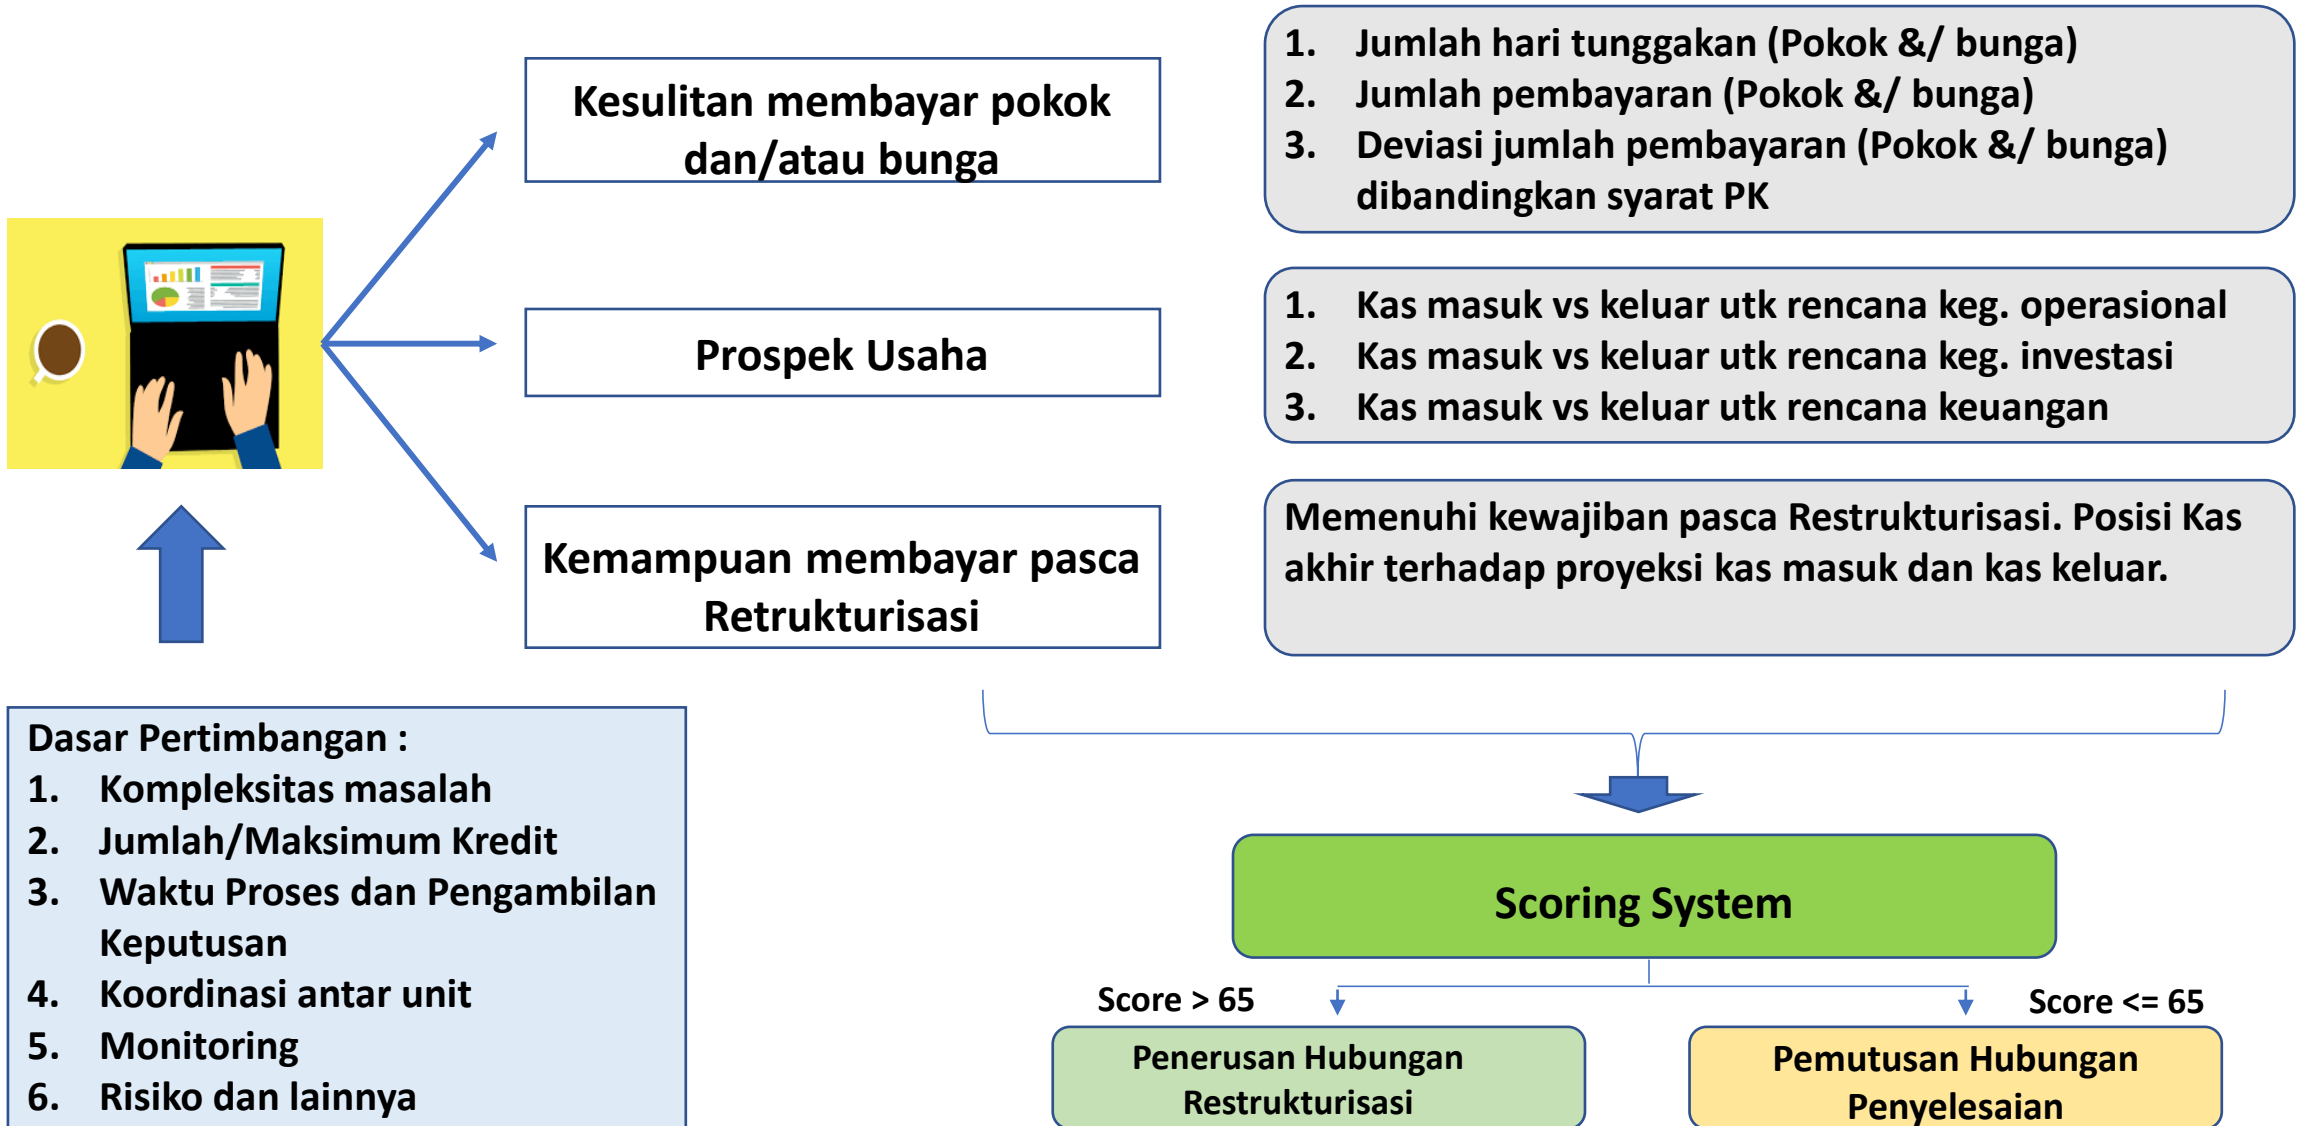 Kesulitan membayar pokok
dan/atau bunga
1. Jumlah hari tunggakan (Pokok &/ bunga)
2. Jumlah pembayaran (Pokok &/ bunga)
3. Deviasi jumlah pembayaran (Pokok &/ bunga)
dibandingkan syarat PK
Prospek Usaha
1. Kas masuk vs keluar utk rencana keg. operasional
2. Kas masuk vs keluar utk rencana keg. investasi
3. Kas masuk vs keluar utk rencana keuangan
Kemampuan membayar pasca
Retrukturisasi
Memenuhi kewajiban pasca Restrukturisasi. Posisi Kas
akhir terhadap proyeksi kas masuk dan kas keluar.
Dasar Pertimbangan :
1. Kompleksitas masalah
2. Jumlah/Maksimum Kredit
3. Waktu Proses dan Pengambilan
Keputusan
4. Koordinasi antar unit
5. Monitoring
6. Risiko dan lainnya
Scoring System
Score > 65
Score <= 65
Penerusan Hubungan
Restrukturisasi
Pemutusan Hubungan
Penyelesaian